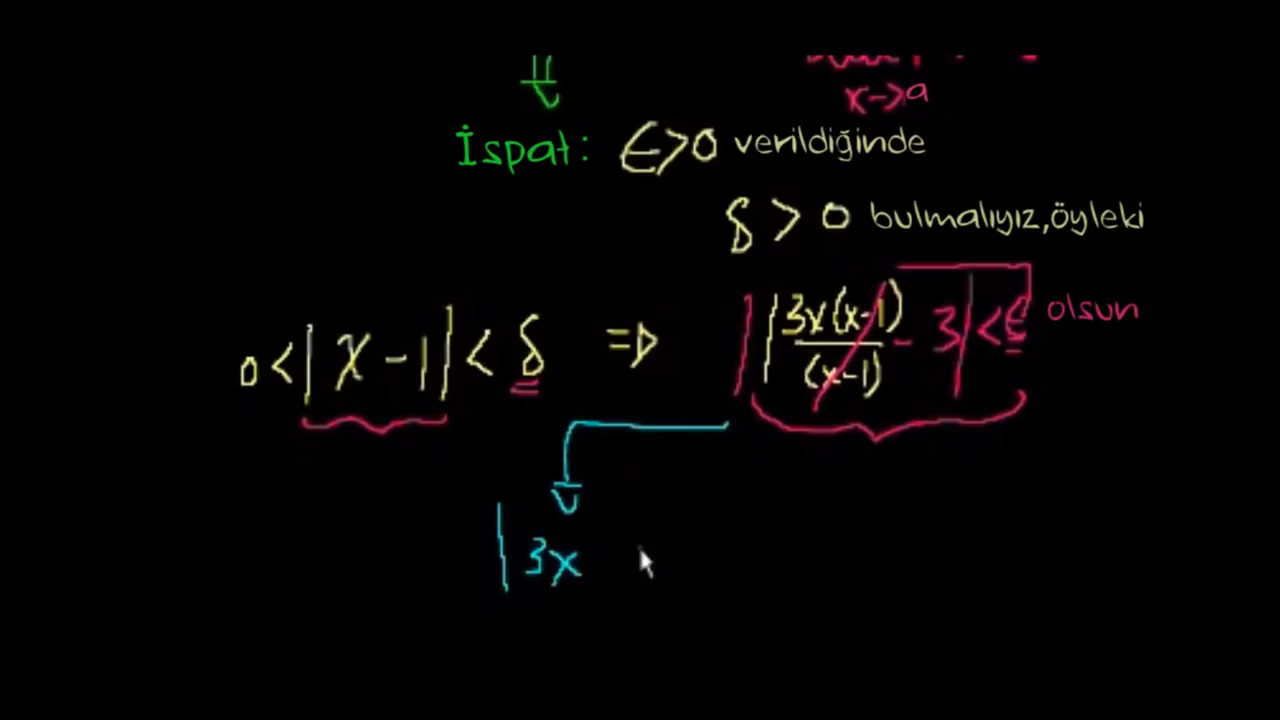 x->a
İspat: ε>0 verildiğinde
δ > 0 bulmalıyız,öyleki
0<|x-1|< δ => ||3x(x-1)/(x-1) - 3|<ε olsun
|3x